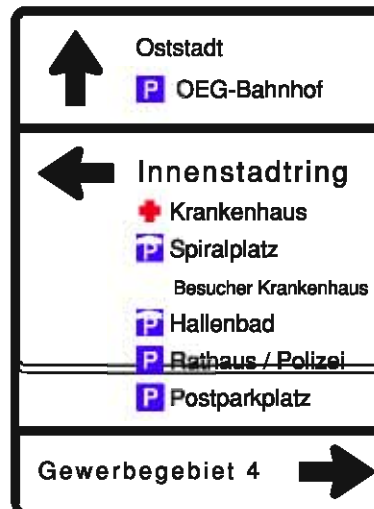 Oststadt
P OEG-Bahnhof
Innenstadtring
Krankenhaus
P Spiralplatz
Besucher Krankenhaus
P Hallenbad
P Rathaus / Polizei
P Postparkplatz
Gewerbegebiet 4